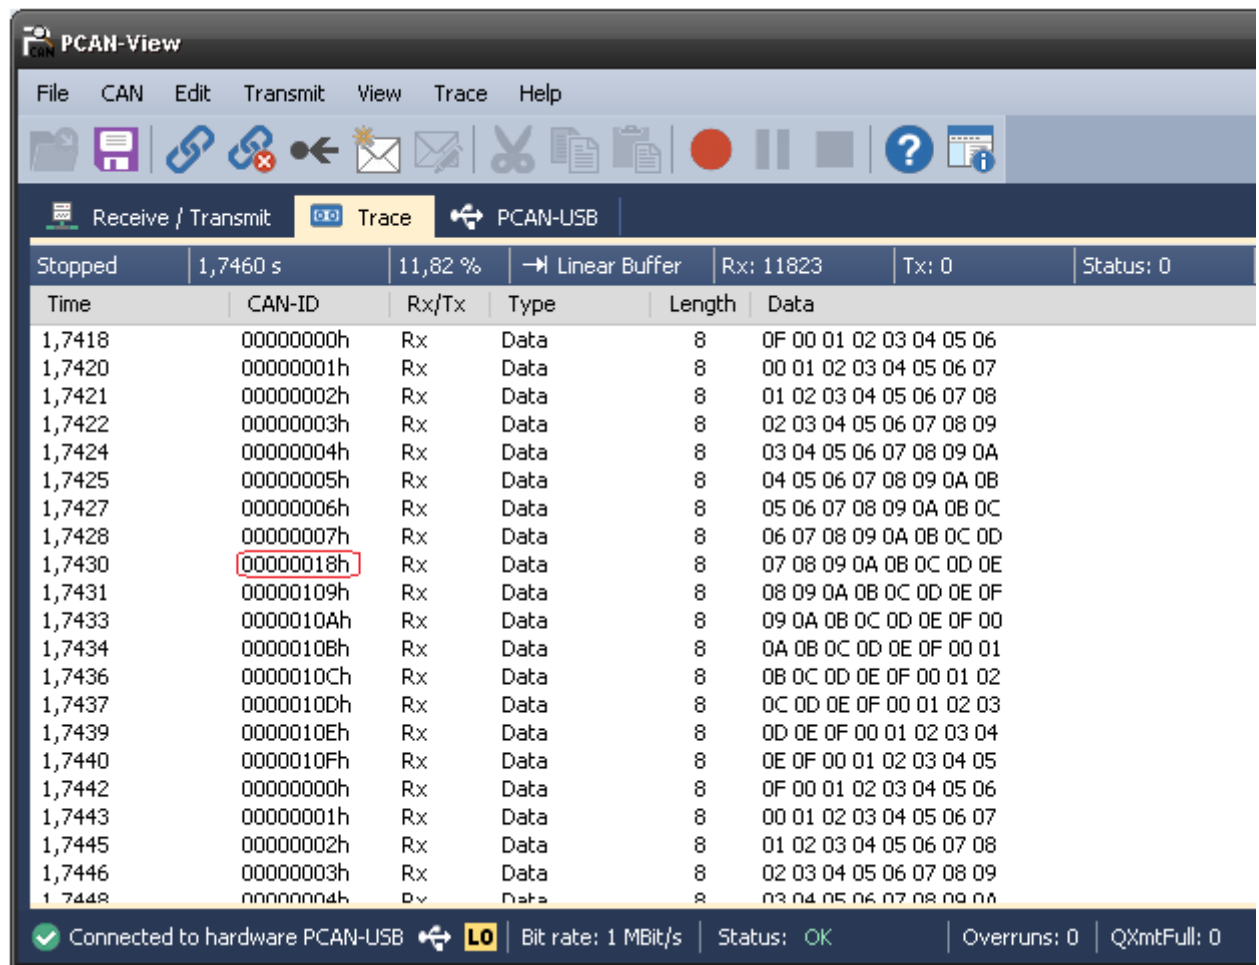 CAN PCAN-View
File CAN Edit Transmit View Trace Help
Receive / Transmit Trace PCAN-USB
Stopped 1,7460 s 11,82 % Linear Buffer Rx: 11823 Tx: 0 Status: 0
Time CAN-ID Rx/Tx Type Length Data
1,7418 00000000h Rx Data 8 0F 00 01 02 03 04 05 06
1,7420 00000001h Rx Data 8 00 01 02 03 04 05 06 07
1,7421 00000002h Rx Data 8 01 02 03 04 05 06 07 08
1,7422 00000003h Rx Data 8 02 03 04 05 06 07 08 09
1,7424 00000004h Rx Data 8 03 04 05 06 07 08 09 0A
1,7425 00000005h Rx Data 8 04 05 06 07 08 09 0A 0B
1,7427 00000006h Rx Data 8 05 06 07 08 09 0A 0B 0C
1,7428 00000007h Rx Data 8 06 07 08 09 0A 0B 0C 0D
1,7430 00000018h Rx Data 8 07 08 09 0A 0B 0C 0D 0E
1,7431 00000109h Rx Data 8 08 09 0A 0B 0C 0D 0E 0F
1,7433 0000010Ah Rx Data 8 09 0A 0B 0C 0D 0E 0F 00
1,7434 0000010Bh Rx Data 8 0A 0B 0C 0D 0E 0F 00 01
1,7436 0000010Ch Rx Data 8 0B 0C 0D 0E 0F 00 01 02
1,7437 0000010Dh Rx Data 8 0C 0D 0E 0F 00 01 02 03
1,7439 0000010Eh Rx Data 8 0D 0E 0F 00 01 02 03 04
1,7440 0000010Fh Rx Data 8 0E 0F 00 01 02 03 04 05
1,7442 00000000h Rx Data 8 0F 00 01 02 03 04 05 06
1,7443 00000001h Rx Data 8 00 01 02 03 04 05 06 07
1,7445 00000002h Rx Data 8 01 02 03 04 05 06 07 08
1,7446 00000003h Rx Data 8 02 03 04 05 06 07 08 09
1,7448 00000004h Rx Data 8 03 04 05 06 07 08 09 0A
Connected to hardware PCAN-USB LO Bit rate: 1 MBit/s Status: OK Overruns: 0 QXmtFull: 0